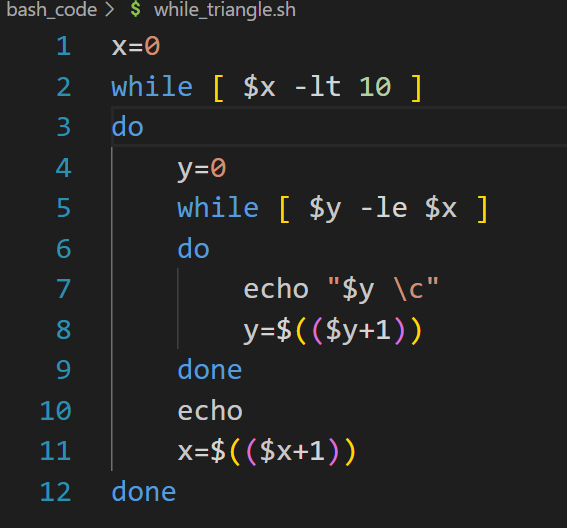 bash_code > $ while_triangle.sh
1 x=0
2 while [ $x -lt 10 ]
3 do
4     y=0
5     while [ $y -le $x ]
6     do
7         echo "$y \c"
8         y=$(($y+1))
9     done
10     echo
11     x=$(($x+1))
12 done